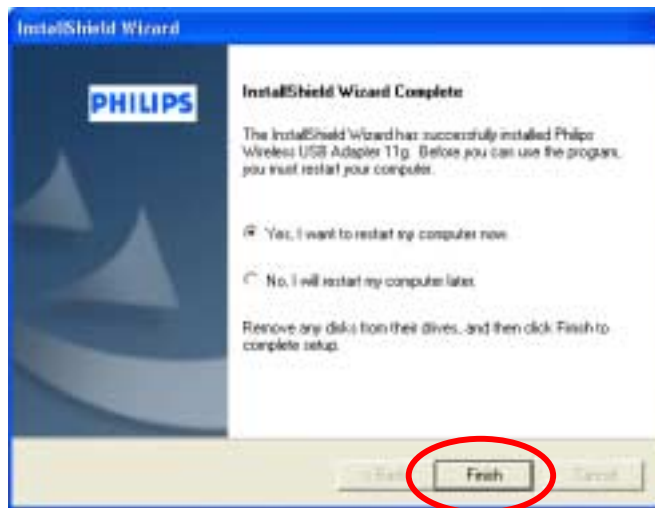 InstallShield Wizard
PHILIPS
InstallShield Wizard Complete
The InstallShield Wizard has successfully installed Philips
Wireless USB Adapter 11g. Before you can use the program,
you must restart your computer.
Yes, I want to restart my computer now.
No, I will restart my computer later.
Remove any disks from their drives, and then click Finish to
complete setup.
< Back Finish Cancel